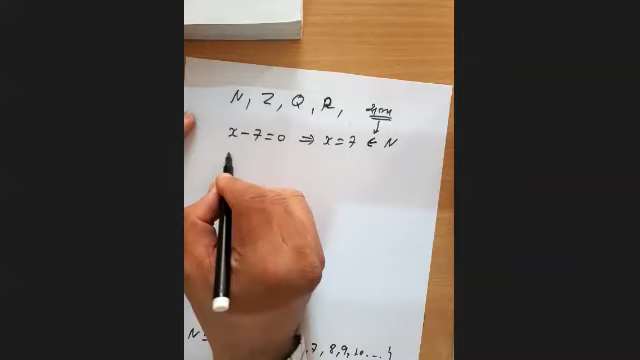 N, Z, Q, R,
x - 7 = 0 ⇒ x = 7 ∈ N
N =
, 7, 8, 9, 10 ... }